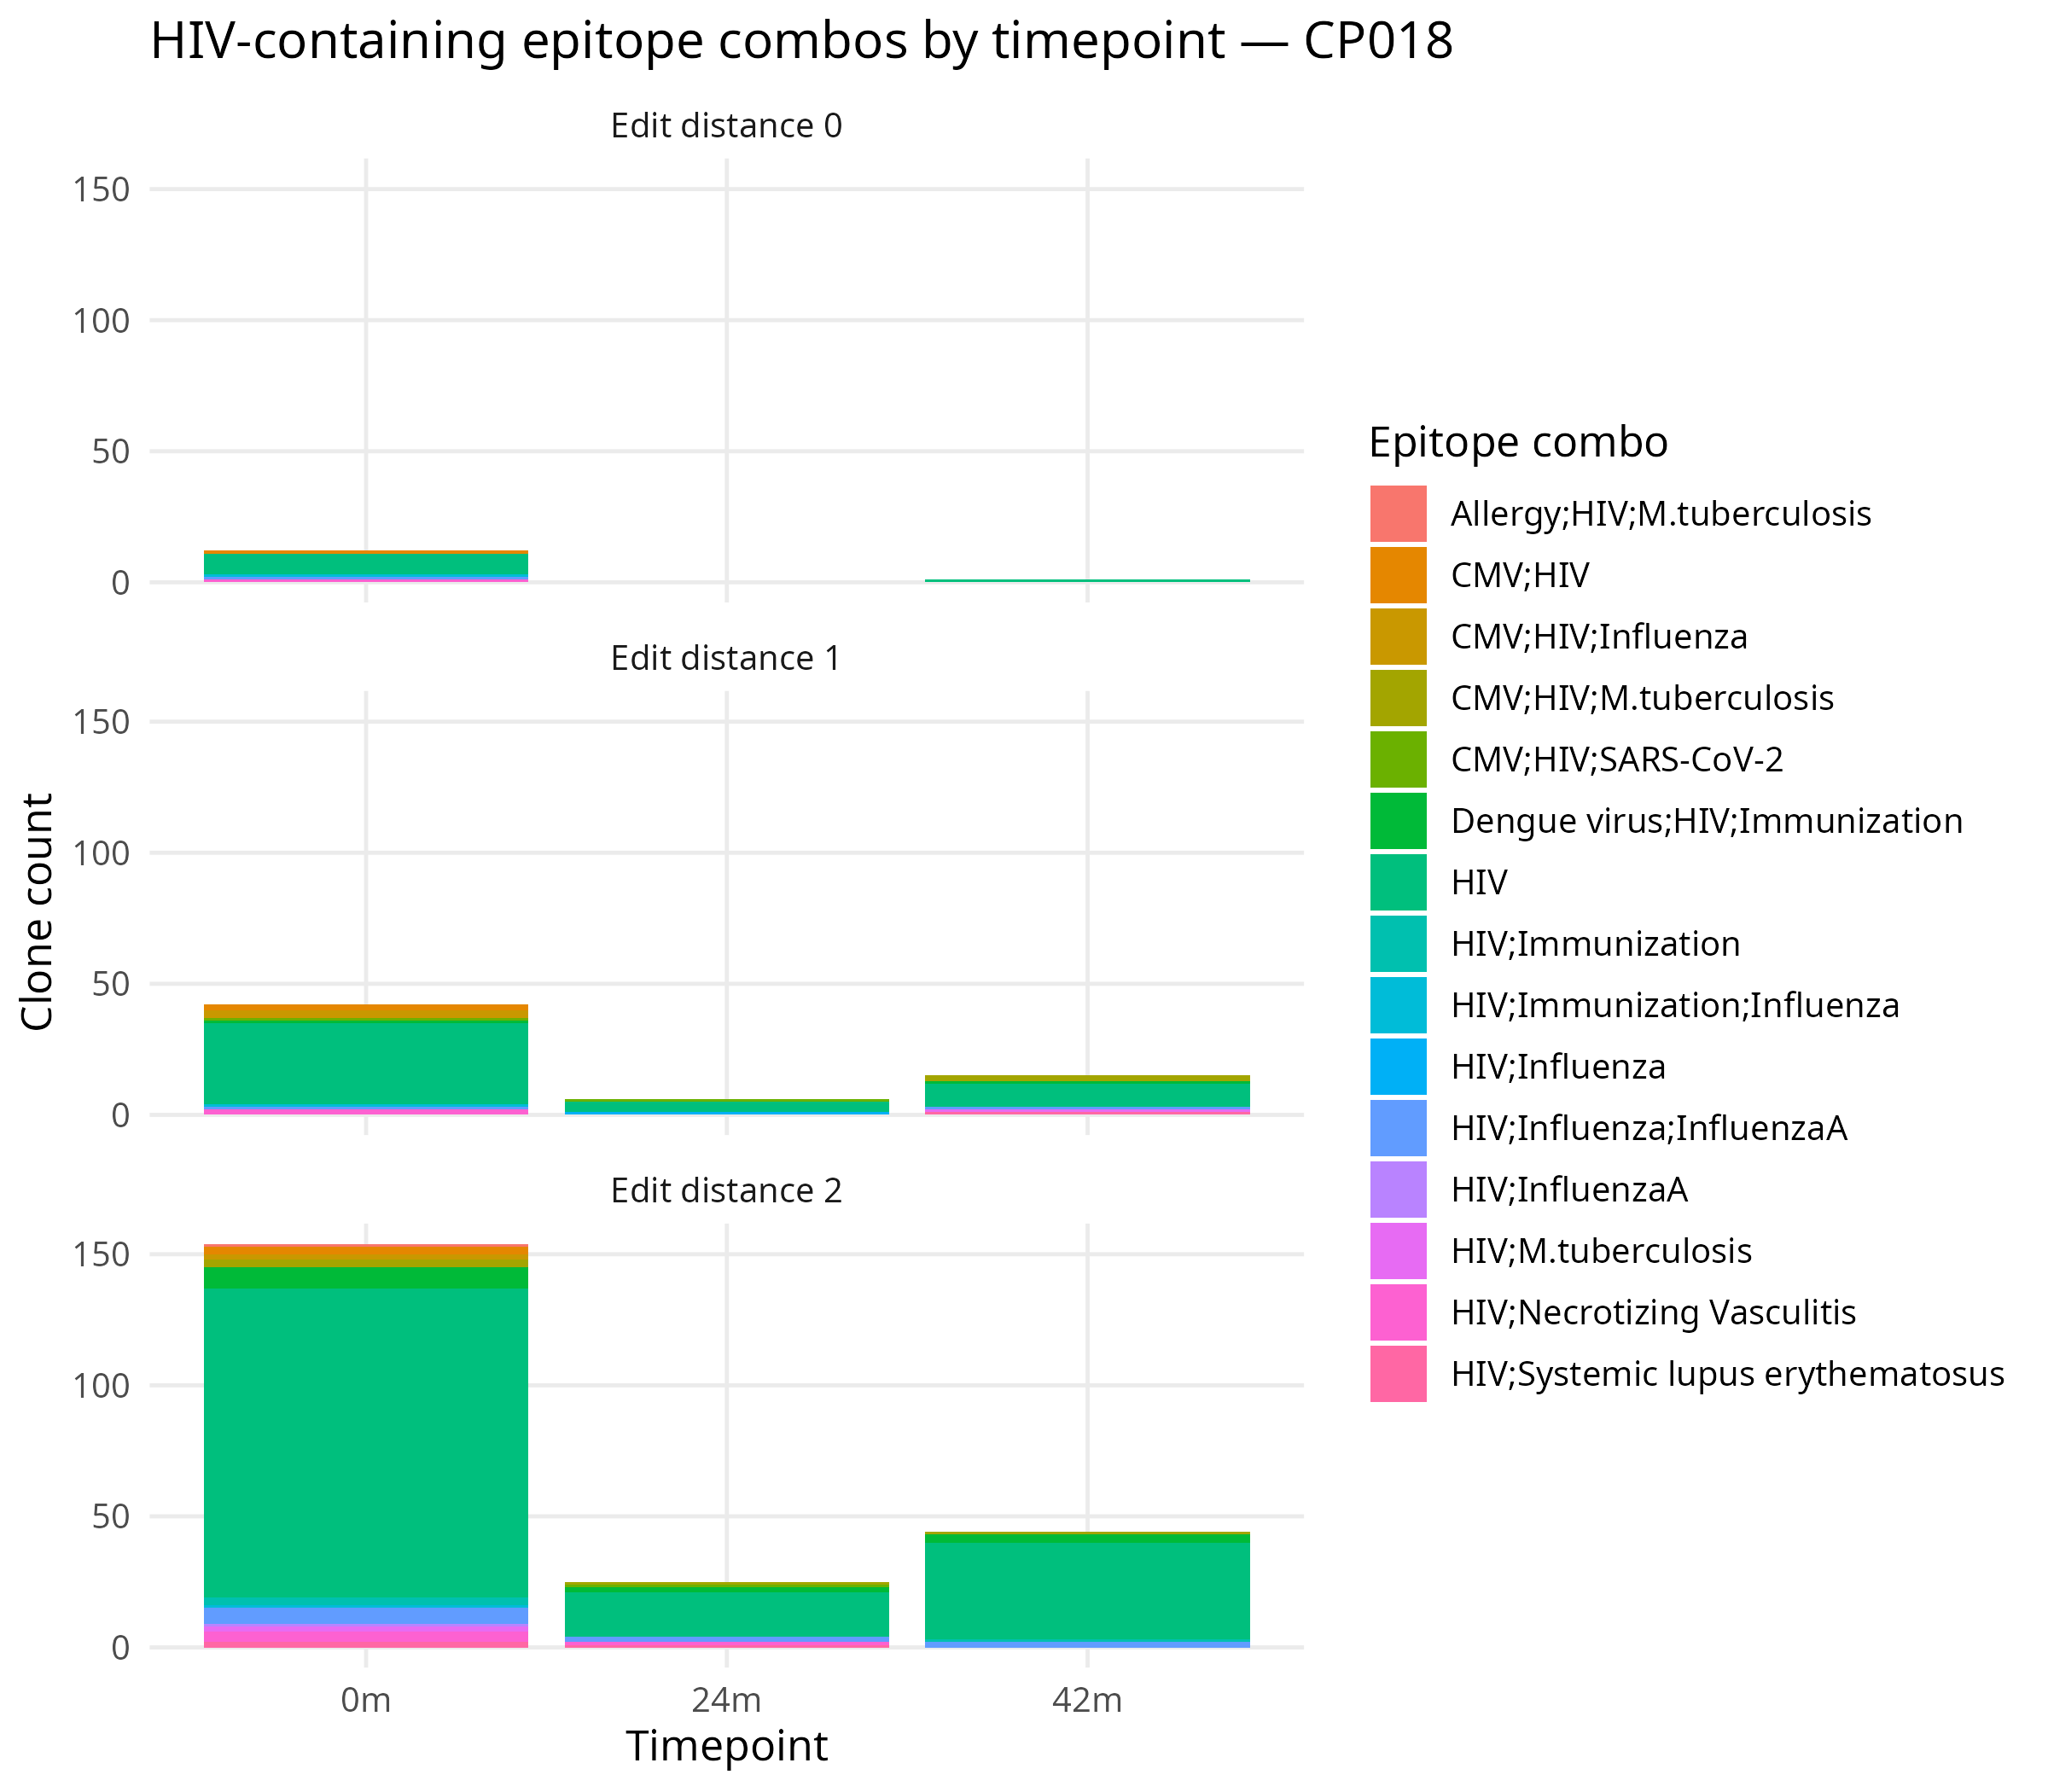 HIV-containing epitope combos by timepoint — CP018
Edit distance 0
150
100
50
0
Edit distance 1
150
100
50
0
Edit distance 2
150
100
50
0
0m 24m 42m
Timepoint
Clone count
Epitope combo
Allergy;HIV;M.tuberculosis
CMV;HIV
CMV;HIV;Influenza
CMV;HIV;M.tuberculosis
CMV;HIV;SARS-CoV-2
Dengue virus;HIV;Immunization
HIV
HIV;Immunization
HIV;Immunization;Influenza
HIV;Influenza
HIV;Influenza;InfluenzaA
HIV;InfluenzaA
HIV;M.tuberculosis
HIV;Necrotizing Vasculitis
HIV;Systemic lupus erythematosus